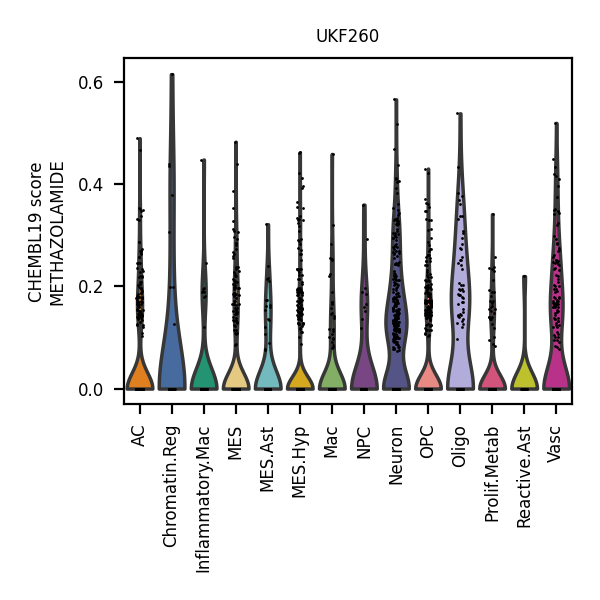 UKF260
CHEMBL19 score
METHAZOLAMIDE
0.6
0.4
0.2
0.0
AC
Chromatin.Reg
Inflammatory.Mac
MES
MES.Ast
MES.Hyp
Mac
NPC
Neuron
OPC
Oligo
Prolif.Metab
Reactive.Ast
Vasc